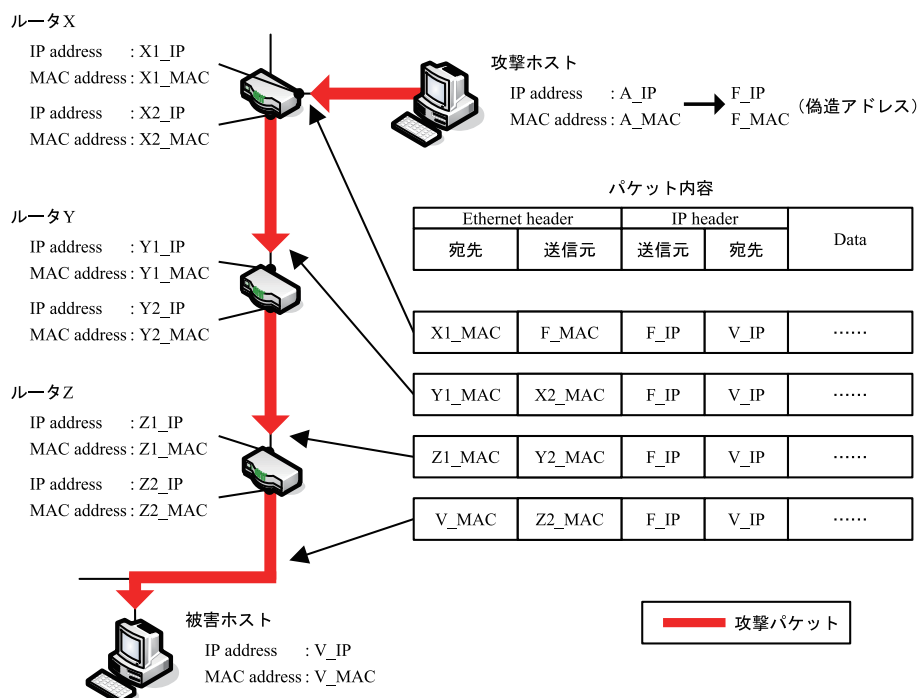 ルータX
IP address : X1_IP
MAC address : X1_MAC
IP address : X2_IP
MAC address : X2_MAC
攻撃ホスト
IP address : A_IP F_IP
MAC address : A_MAC F_MAC
(偽造アドレス)
ルータY
IP address : Y1_IP
MAC address : Y1_MAC
IP address : Y2_IP
MAC address : Y2_MAC
ルータZ
IP address : Z1_IP
MAC address : Z1_MAC
IP address : Z2_IP
MAC address : Z2_MAC
パケット内容
Ethernet header IP header Data
宛先 送信元 送信元 宛先
X1_MAC F_MAC F_IP V_IP ……
Y1_MAC X2_MAC F_IP V_IP ……
Z1_MAC Y2_MAC F_IP V_IP ……
V_MAC Z2_MAC F_IP V_IP ……
被害ホスト
IP address : V_IP
MAC address : V_MAC
攻撃パケット